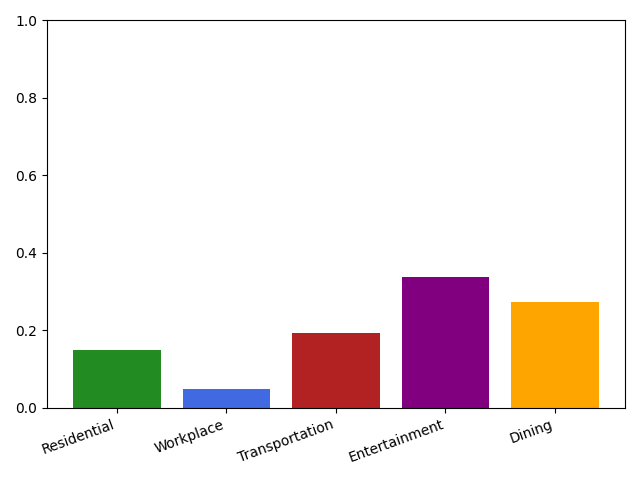 1.0
0.8
0.6
0.4
0.2
0.0
Residential
Workplace
Transportation
Entertainment
Dining